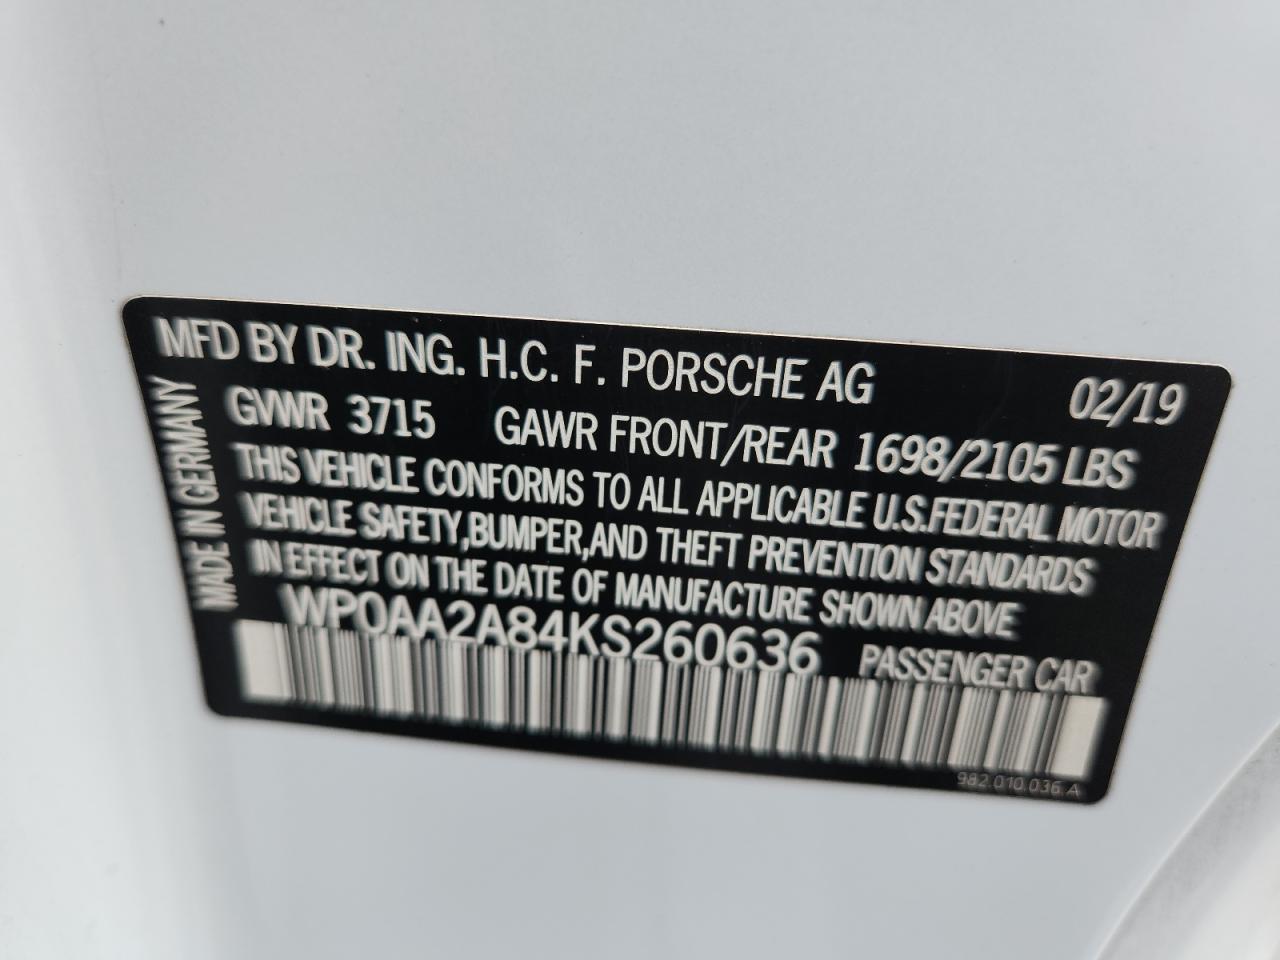 MFD BY DR. ING. H.C. F. PORSCHE AG 02/19
GVWR 3715 GAWR FRONT/REAR 1698/2105 LBS
THIS VEHICLE CONFORMS TO ALL APPLICABLE U.S.FEDERAL MOTOR
VEHICLE SAFETY,BUMPER,AND THEFT PREVENTION STANDARDS
IN EFFECT ON THE DATE OF MANUFACTURE SHOWN ABOVE
WP0AA2A84KS260636 PASSENGER CAR
982.010.036.A
MADE IN GERMANY